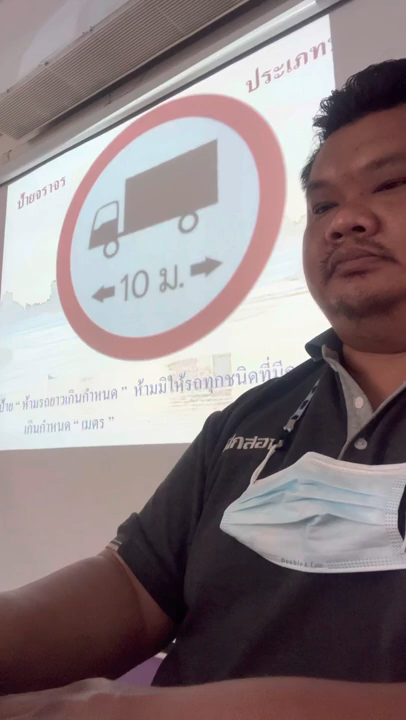 ป้ายจราจร
ประเภท
10 ม.
ป้าย “ ห้ามรถยาวเกินกำหนด ” ห้ามมิให้รถทุกชนิดที่มี
เกินกำหนด “ เมตร ”